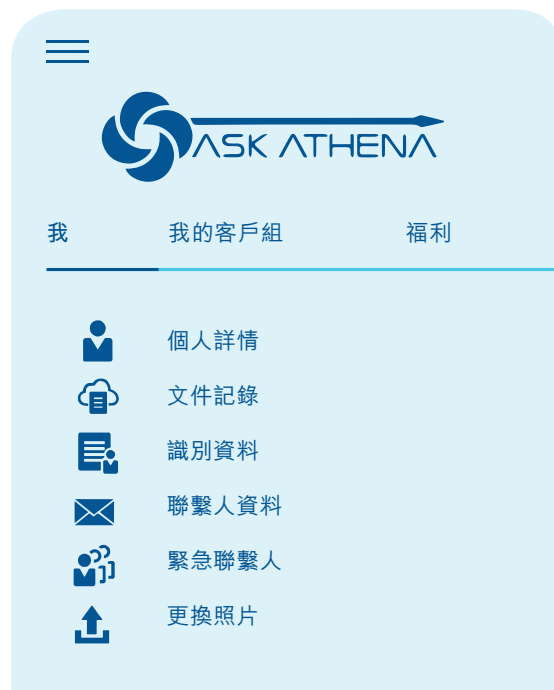 ASK ATHENA
我 我的客戶組 福利
個人詳情
文件記錄
識別資料
聯繫人資料
緊急聯繫人
更換照片